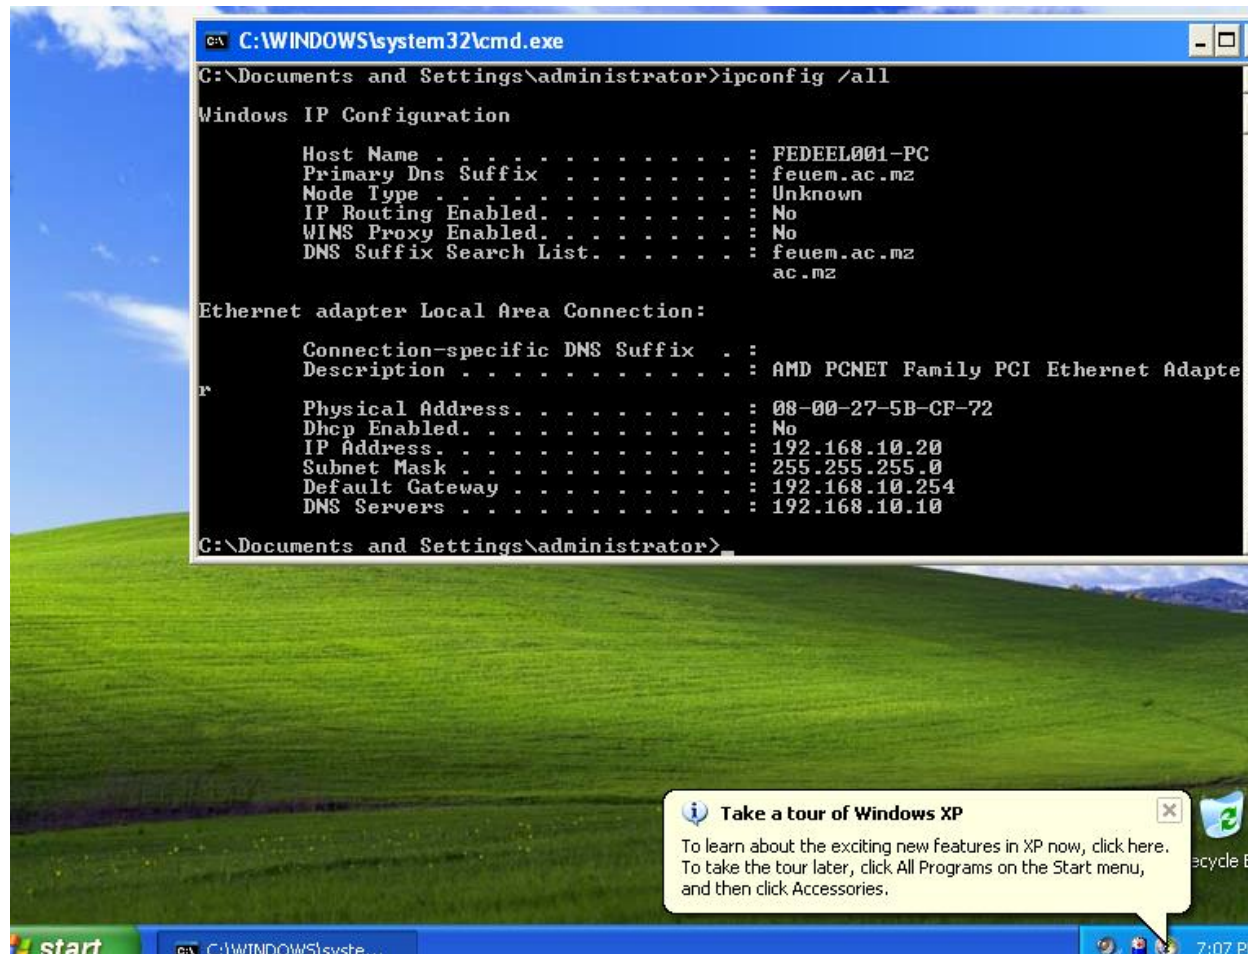 C:\WINDOWS\system32\cmd.exe
C:\Documents and Settings\administrator>ipconfig /all
Windows IP Configuration
Host Name . . . . . . . . . . . . : FEDEEL001-PC
Primary Dns Suffix . . . . . . . : feuem.ac.mz
Node Type . . . . . . . . . . . . : Unknown
IP Routing Enabled. . . . . . . . : No
WINS Proxy Enabled. . . . . . . . : No
DNS Suffix Search List. . . . . . : feuem.ac.mz
ac.mz
Ethernet adapter Local Area Connection:
Connection-specific DNS Suffix . :
Description . . . . . . . . . . . : AMD PCNET Family PCI Ethernet Adapte
r
Physical Address. . . . . . . . . : 08-00-27-5B-CF-72
Dhcp Enabled. . . . . . . . . . . : No
IP Address. . . . . . . . . . . . : 192.168.10.20
Subnet Mask . . . . . . . . . . . : 255.255.255.0
Default Gateway . . . . . . . . . : 192.168.10.254
DNS Servers . . . . . . . . . . . : 192.168.10.10
C:\Documents and Settings\administrator>_
Take a tour of Windows XP
To learn about the exciting new features in XP now, click here.
To take the tour later, click All Programs on the Start menu,
and then click Accessories.
ecycle B
start
C:\WINDOWS\syste...
7:07 P